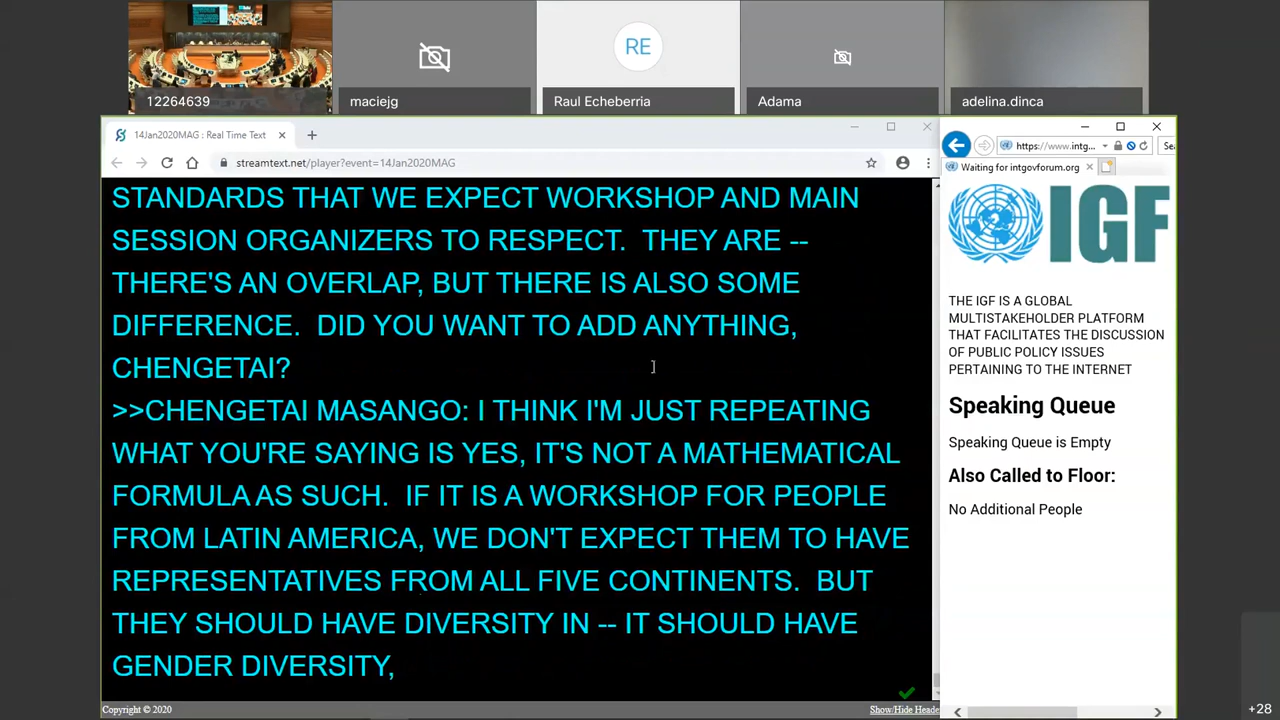 12264639
maciejg
RE
Raul Echeberria
Adama
adelina.dinca
14Jan2020MAG : Real Time Text
streamtext.net/player?event=14Jan2020MAG
STANDARDS THAT WE EXPECT WORKSHOP AND MAIN
SESSION ORGANIZERS TO RESPECT.  THEY ARE --
THERE'S AN OVERLAP, BUT THERE IS ALSO SOME
DIFFERENCE.  DID YOU WANT TO ADD ANYTHING,
CHENGETAI?
>>CHENGETAI MASANGO: I THINK I'M JUST REPEATING
WHAT YOU'RE SAYING IS YES, IT'S NOT A MATHEMATICAL
FORMULA AS SUCH.  IF IT IS A WORKSHOP FOR PEOPLE
FROM LATIN AMERICA, WE DON'T EXPECT THEM TO HAVE
REPRESENTATIVES FROM ALL FIVE CONTINENTS.  BUT
THEY SHOULD HAVE DIVERSITY IN -- IT SHOULD HAVE
GENDER DIVERSITY,
Copyright © 2020
Show/Hide Heade
https://www.intg...
Sea
Waiting for intgovforum.org
IGF
THE IGF IS A GLOBAL
MULTISTAKEHOLDER PLATFORM
THAT FACILITATES THE DISCUSSION
OF PUBLIC POLICY ISSUES
PERTAINING TO THE INTERNET
Speaking Queue
Speaking Queue is Empty
Also Called to Floor:
No Additional People
+28